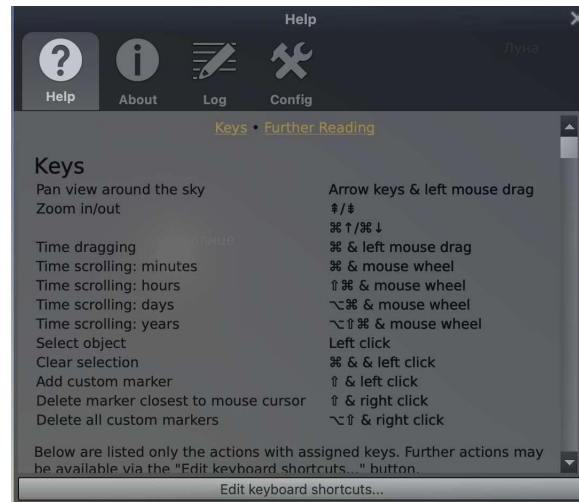 Help
Луна
Help About Log Config
Keys • Further Reading
Keys
Pan view around the sky Arrow keys & left mouse drag
Zoom in/out ⇞/⇟
⌘↑/⌘↓
Time dragging ⌘ & left mouse drag
Time scrolling: minutes ⌘ & mouse wheel
Time scrolling: hours ⇧⌘ & mouse wheel
Time scrolling: days ⌥⌘ & mouse wheel
Time scrolling: years ⌥⇧⌘ & mouse wheel
Select object Left click
Clear selection ⌘ & & left click
Add custom marker ⇧ & left click
Delete marker closest to mouse cursor ⇧ & right click
Delete all custom markers ⌥⇧ & right click
Below are listed only the actions with assigned keys. Further actions may
be available via the "Edit keyboard shortcuts..." button.
Edit keyboard shortcuts...